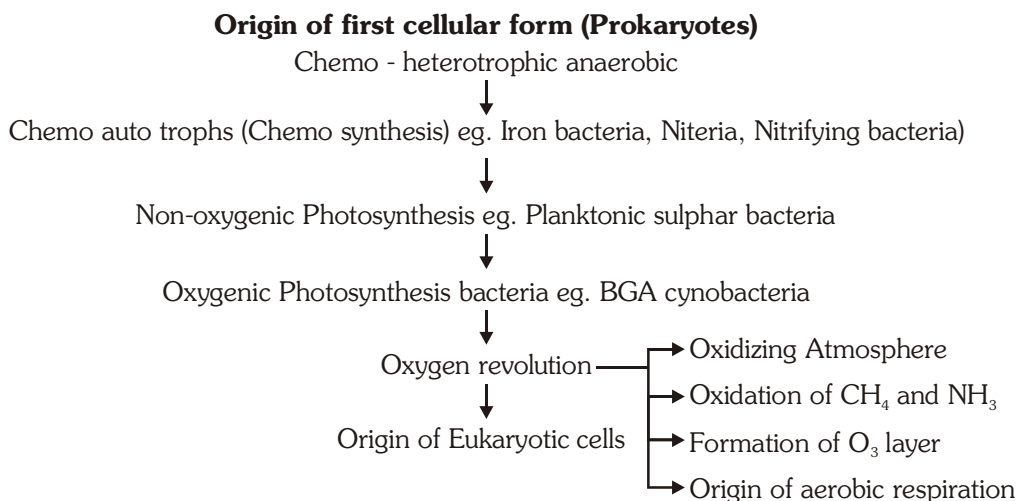 Origin of first cellular form (Prokaryotes)
Chemo - heterotrophic anaerobic
Chemo auto trophs (Chemo synthesis) eg. Iron bacteria, Niteria, Nitrifying bacteria)
Non-oxygenic Photosynthesis eg. Planktonic sulphar bacteria
Oxygenic Photosynthesis bacteria eg. BGA cynobacteria
Oxygen revolution
Oxidizing Atmosphere
Oxidation of CH₄ and NH₃
Origin of Eukaryotic cells
Formation of O₃ layer
Origin of aerobic respiration